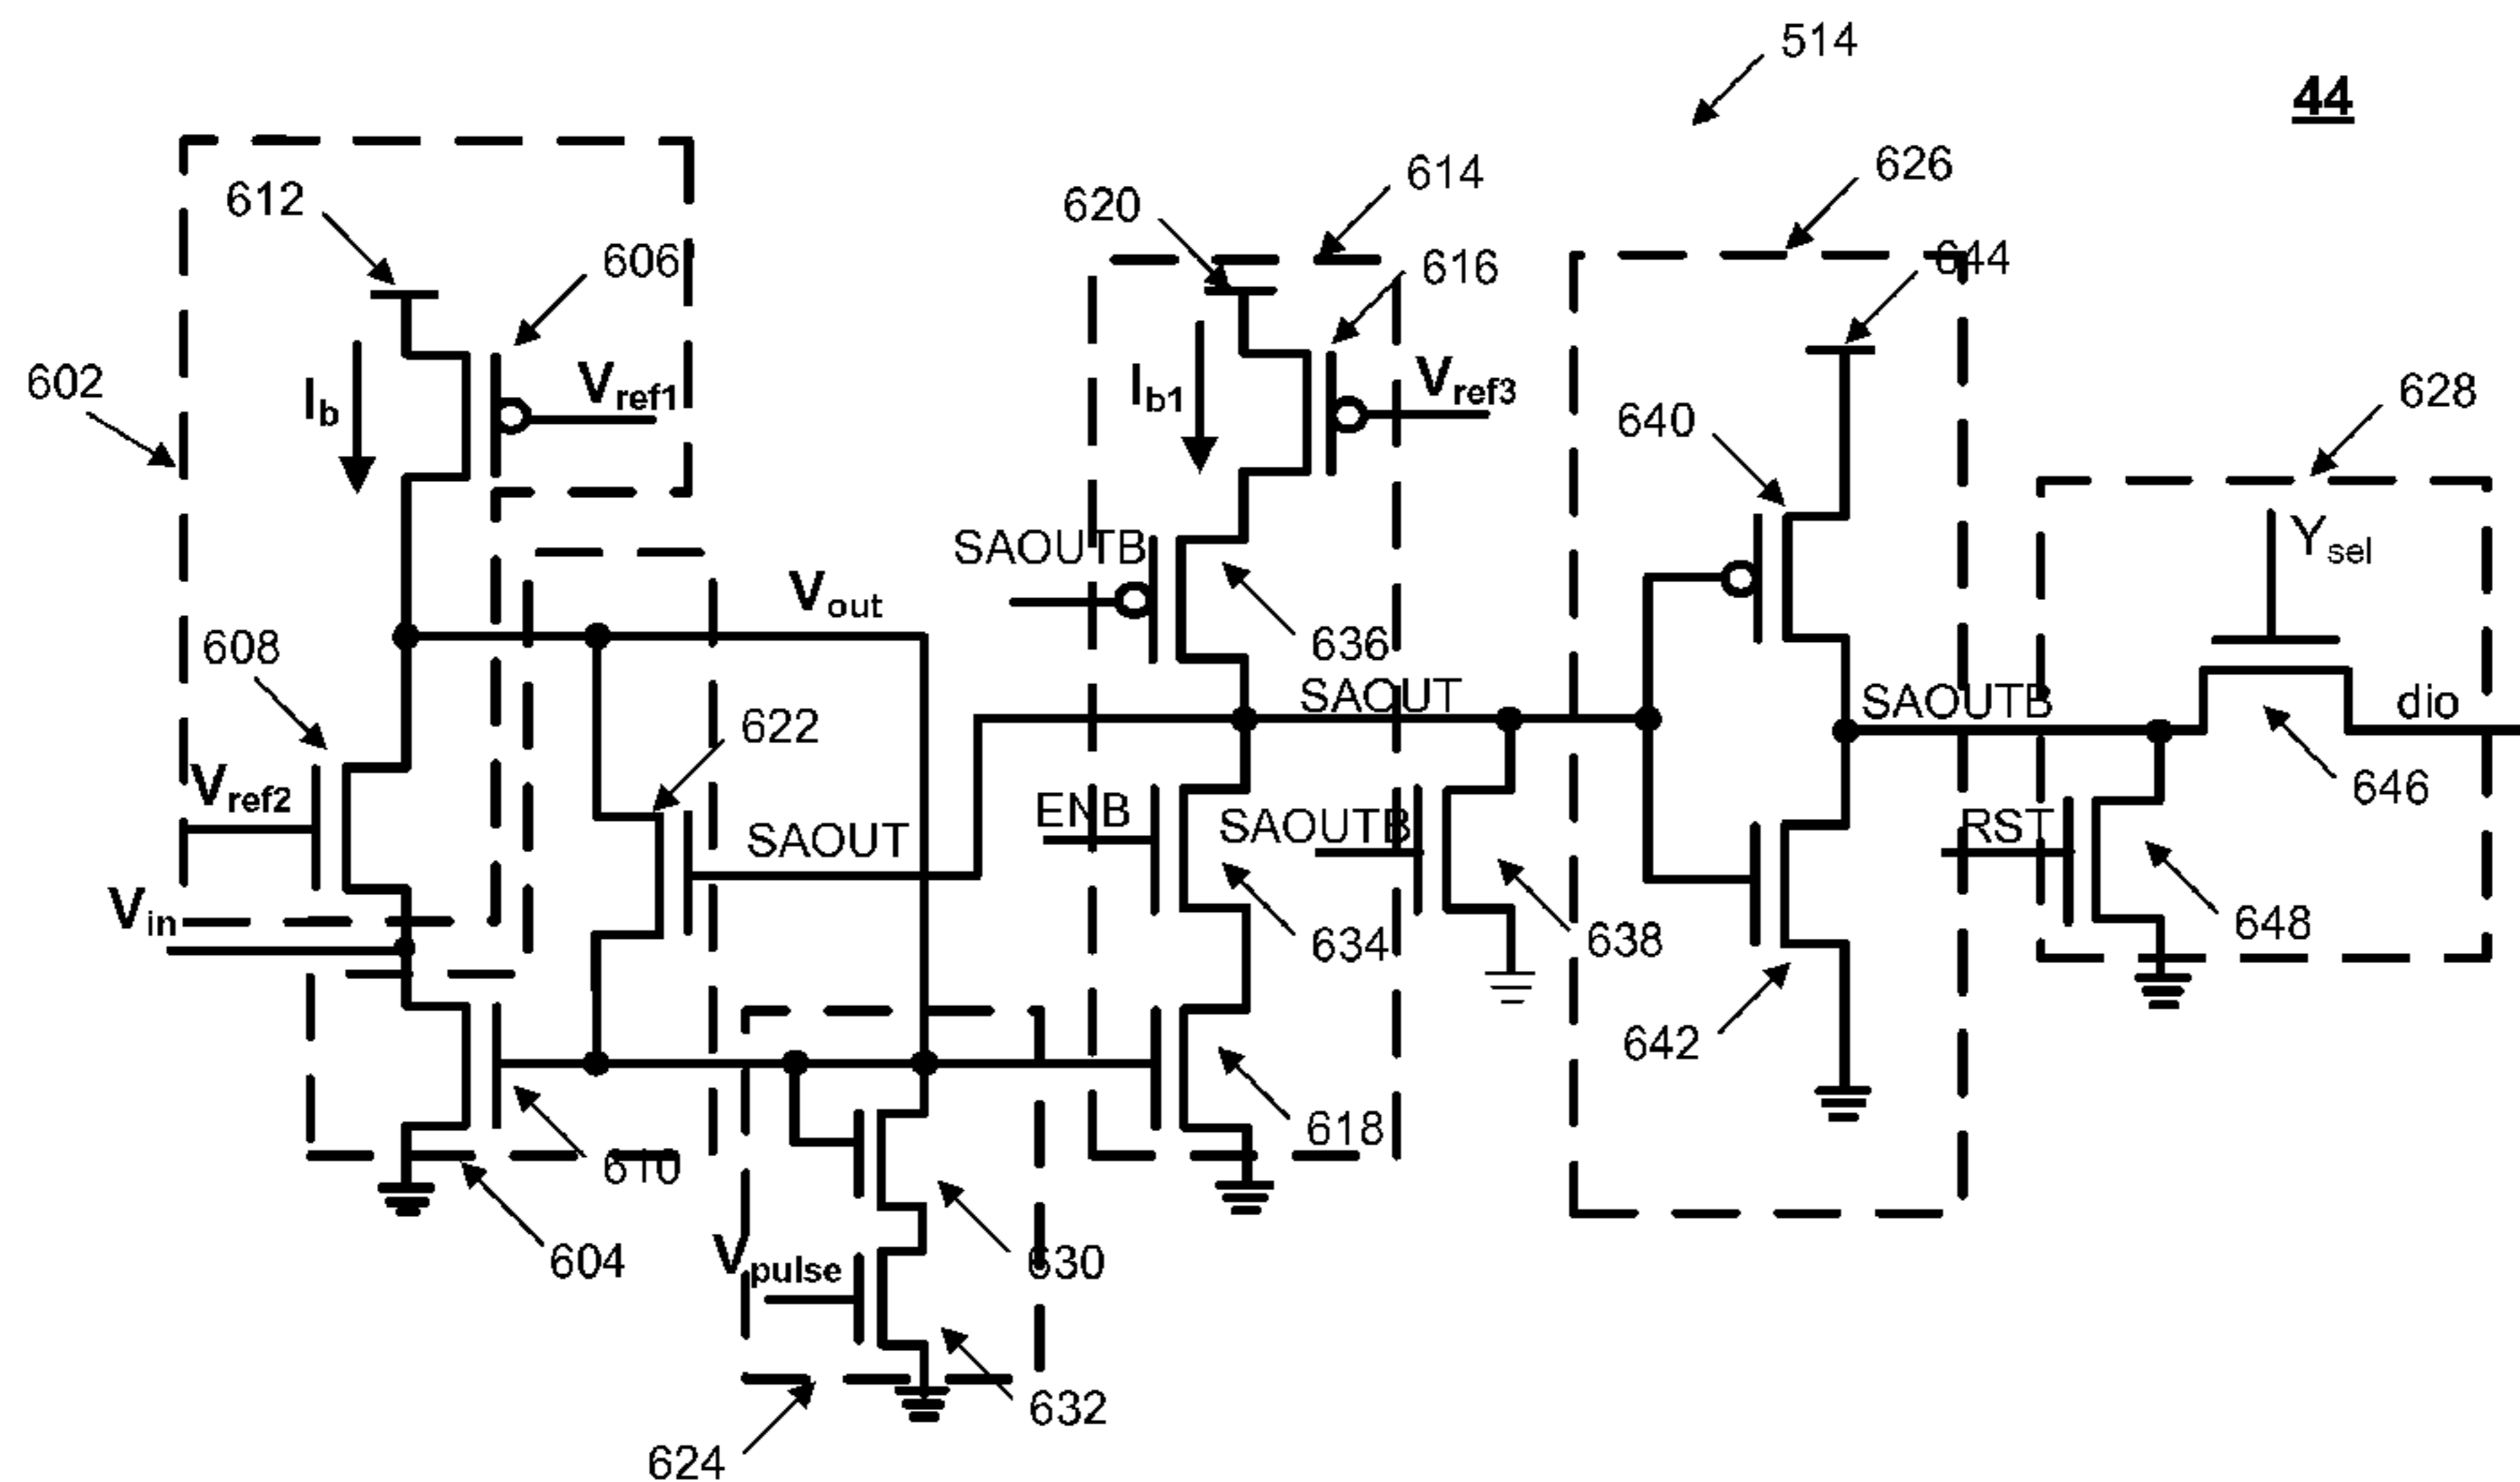 514
44
626
614
612
620
606
616
644
602
Ib
Vref1
Ib1
Vref3
628
640
SAOUTB
Ysel
Vout
608
636
SAOUT
SAOUTB
dio
622
Vref2
ENB
SAOUTB
RST
646
SAOUT
Vin
634
638
648
642
618
610
604
630
Vpulse
632
624